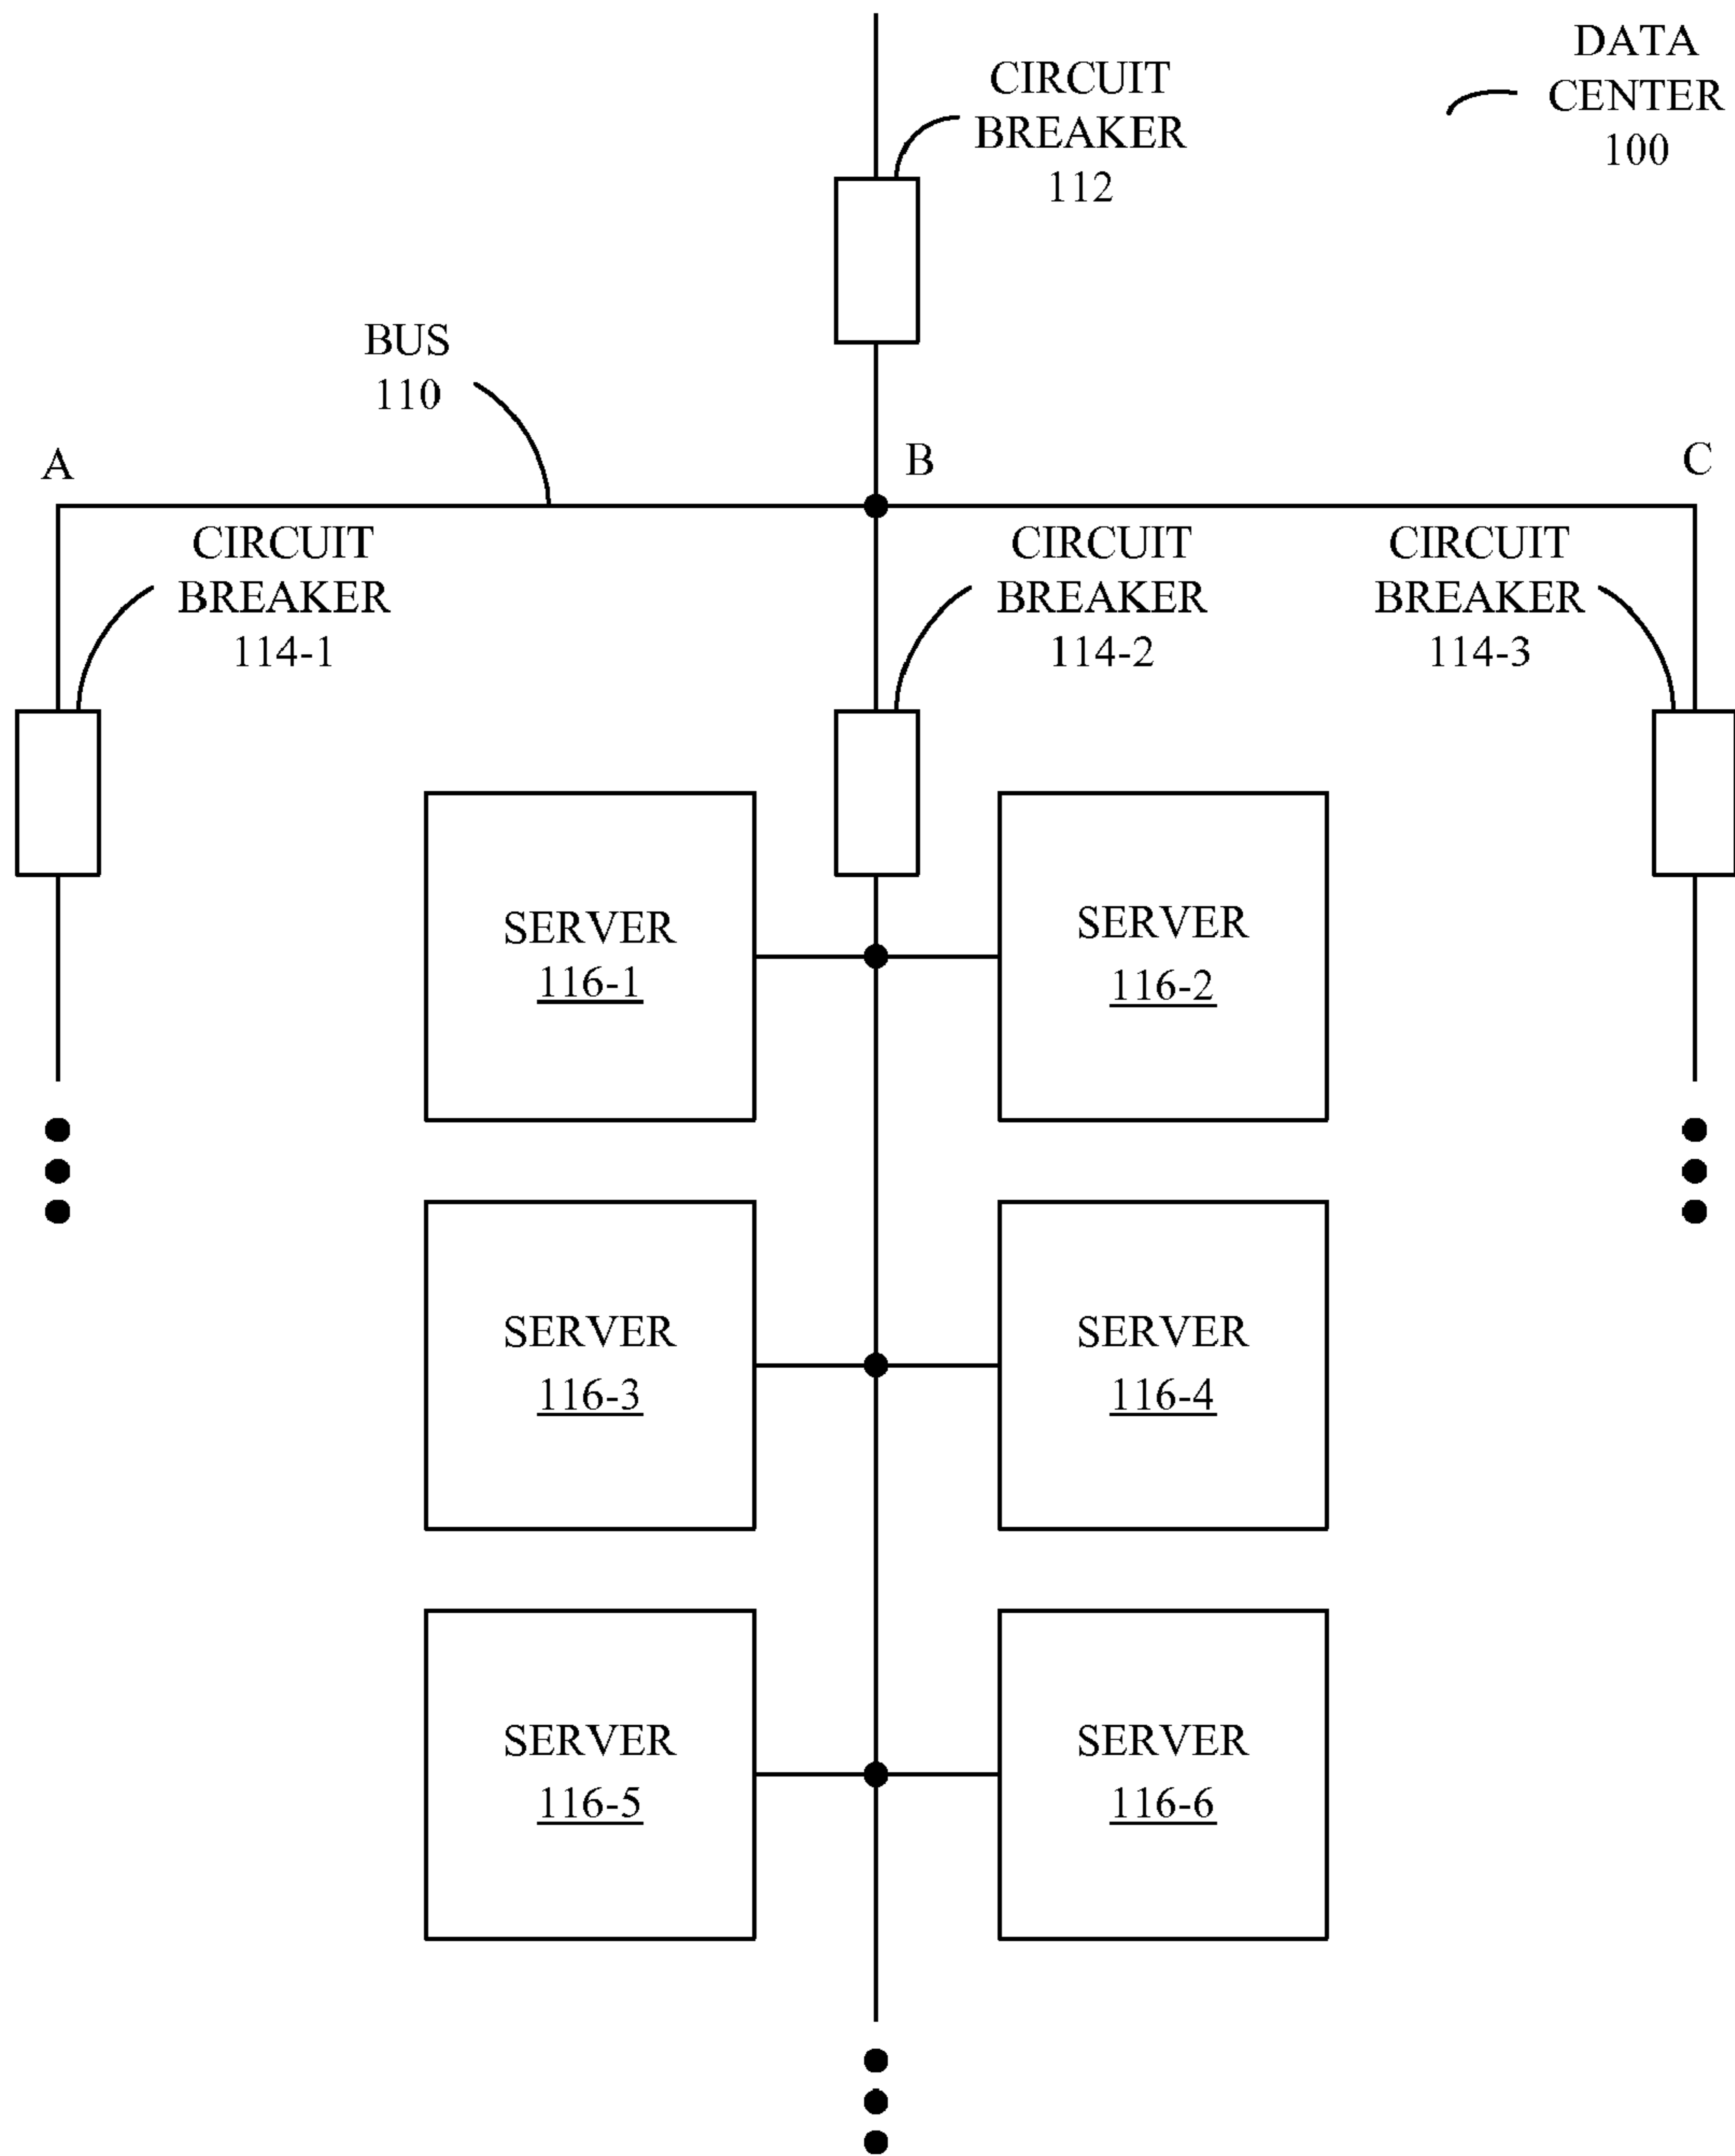 DATA
CENTER
100
CIRCUIT
BREAKER
112
BUS
110
A
B
C
CIRCUIT
BREAKER
114-1
CIRCUIT
BREAKER
114-2
CIRCUIT
BREAKER
114-3
SERVER
116-1
SERVER
116-2
SERVER
116-3
SERVER
116-4
SERVER
116-5
SERVER
116-6